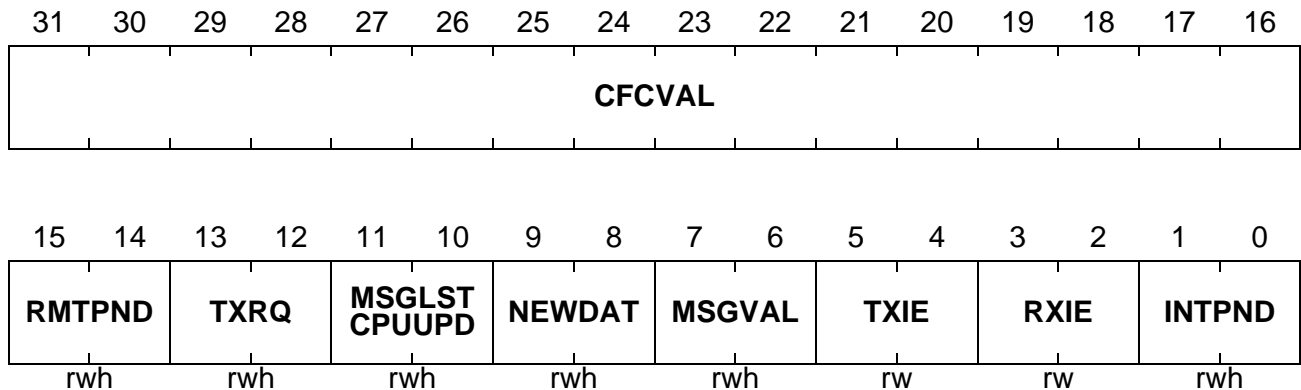 31 30 29 28 27 26 25 24 23 22 21 20 19 18 17 16
CFCVAL
15 14 13 12 11 10 9 8 7 6 5 4 3 2 1 0
RMTPND TXRQ MSGLST CPUUPD NEWDAT MSGVAL TXIE RXIE INTPND
rwh rwh rwh rwh rwh rw rw rwh